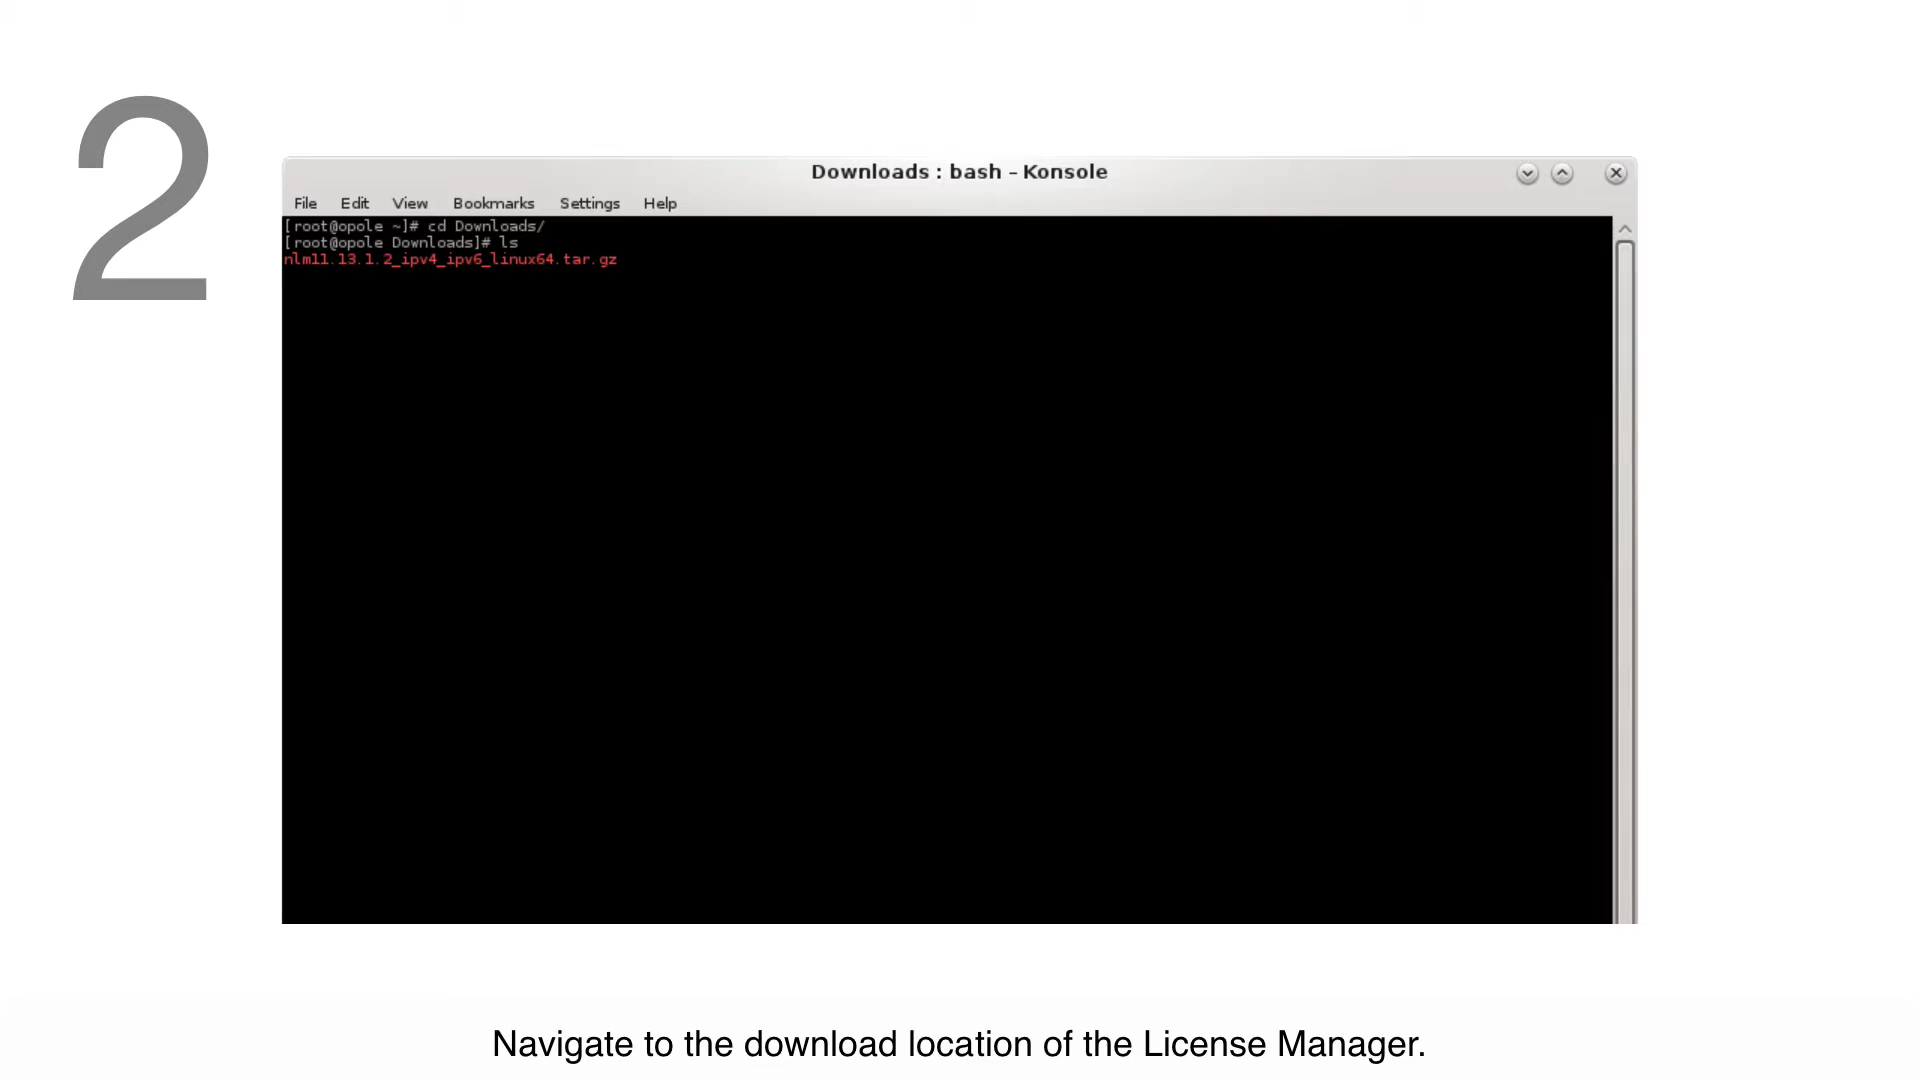 2
Downloads : bash – Konsole
File Edit View Bookmarks Settings Help
[root@opole ~]# cd Downloads/
[root@opole Downloads]# ls
nlm11.13.1.2_ipv4_ipv6_linux64.tar.gz
Navigate to the download location of the License Manager.